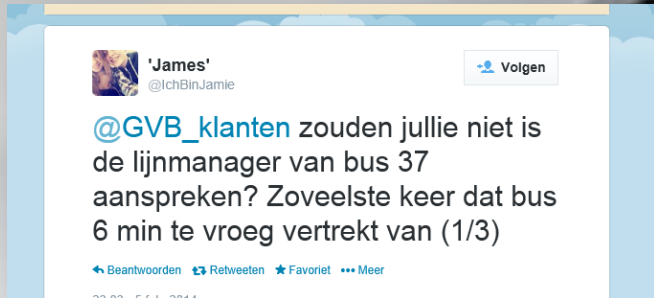 'James'
@IchBinJamie
Volgen
@GVB_klanten zouden jullie niet is
de lijnmanager van bus 37
aanspreken? Zoveelste keer dat bus
6 min te vroeg vertrekt van (1/3)
Beantwoorden Retweeten Favoriet Meer